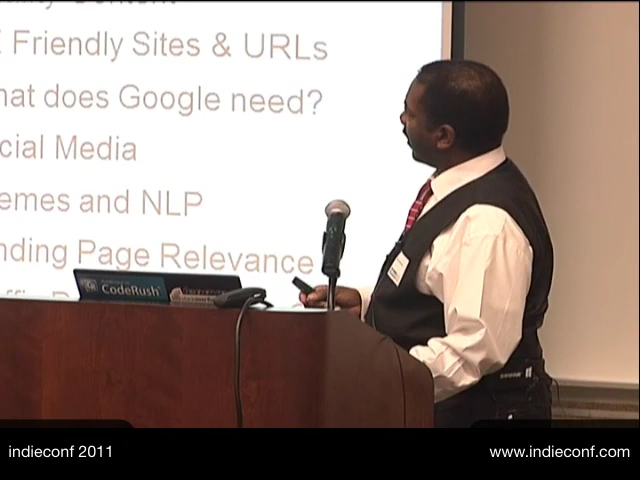 Friendly Sites & URLs
hat does Google need?
cial Media
emes and NLP
nding Page Relevance
CodeRush
indieconf 2011
www.indieconf.com